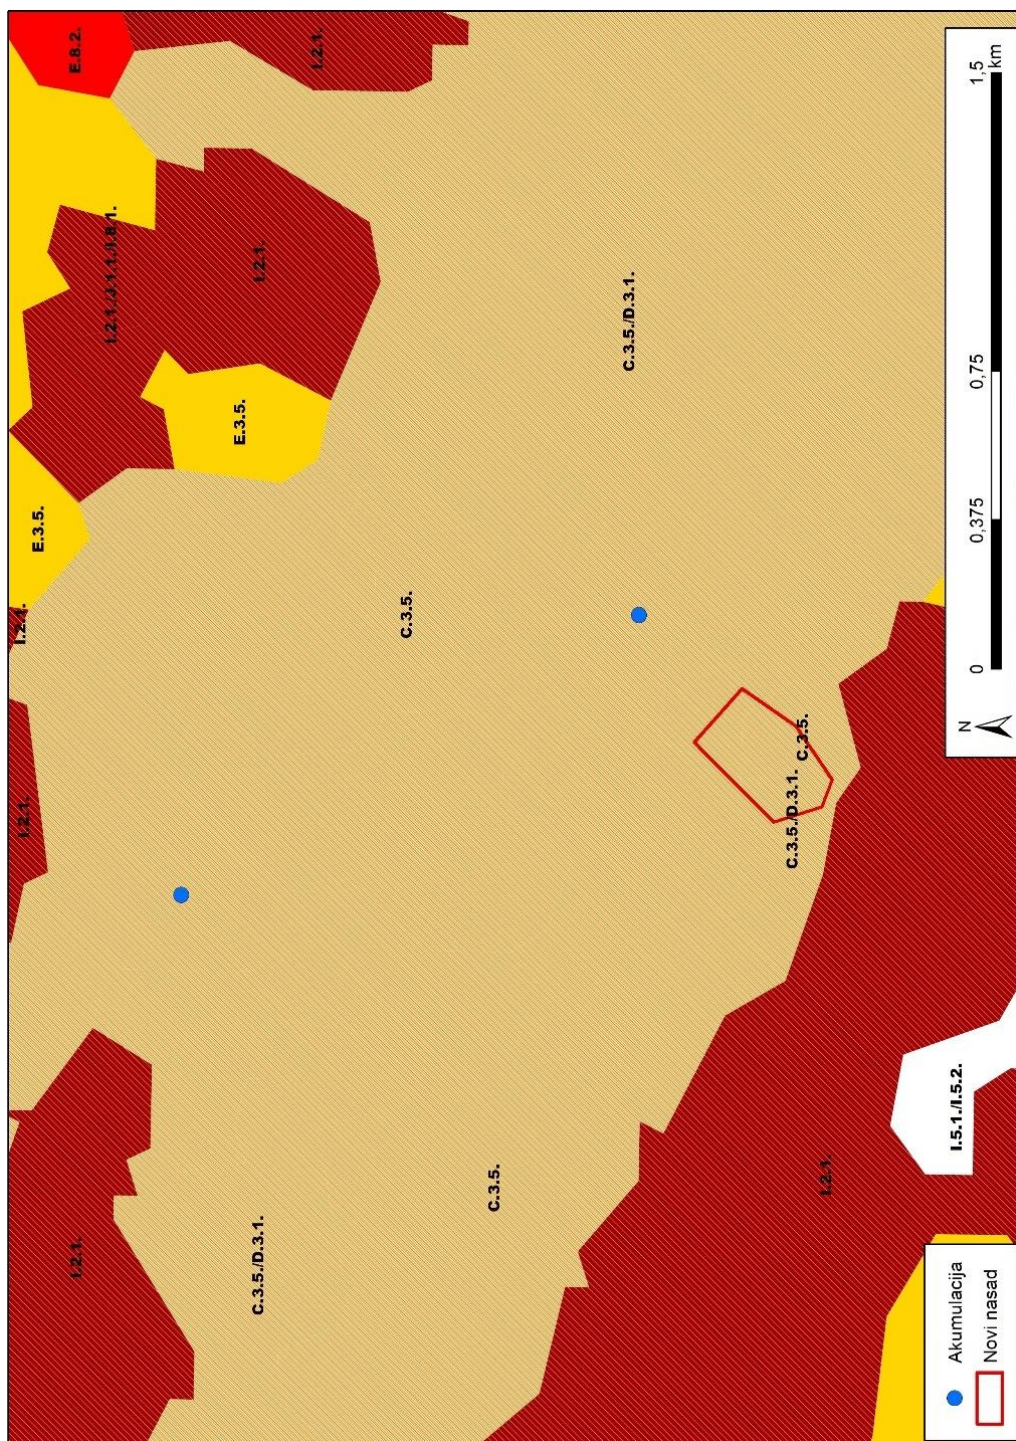 I.2.1.
I.2.1.
E.3.5.
I.2.1.
E.8.2.
I.2.1/J.1.1./I.8.1.
E.3.5.
C.3.5./D.3.1.
I.2.1.
I.2.1.
C.3.5.
C.3.5.
C.3.5./D.3.1.
C.3.5./D.3.1.
C.3.5.
I.2.1.
I.5.1./I.5.2.
Akumulacija
Novi nasad
N
0 0,375 0,75 1,5
km